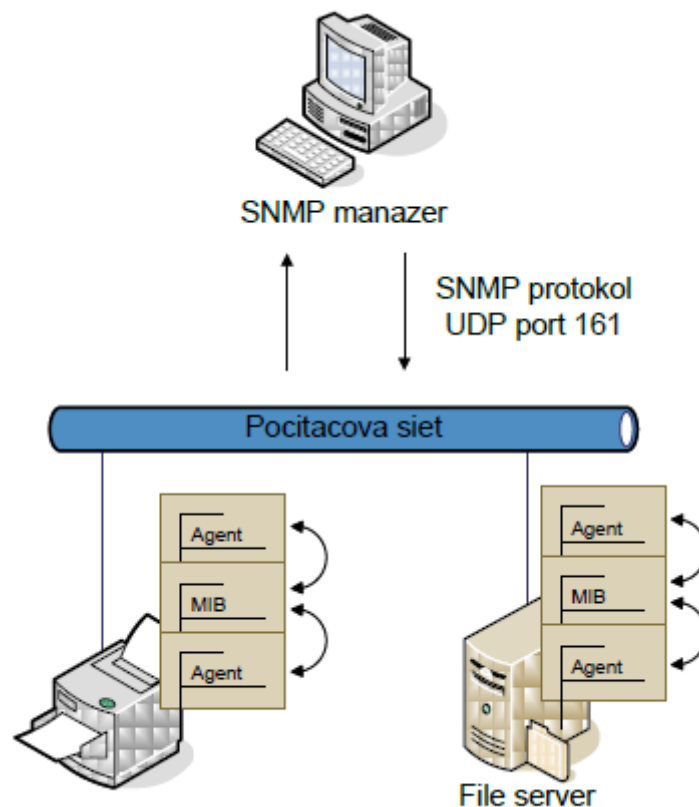 SNMP manazer
SNMP protokol
UDP port 161
Pocitacova siet
Agent
MIB
Agent
Agent
MIB
Agent
File server